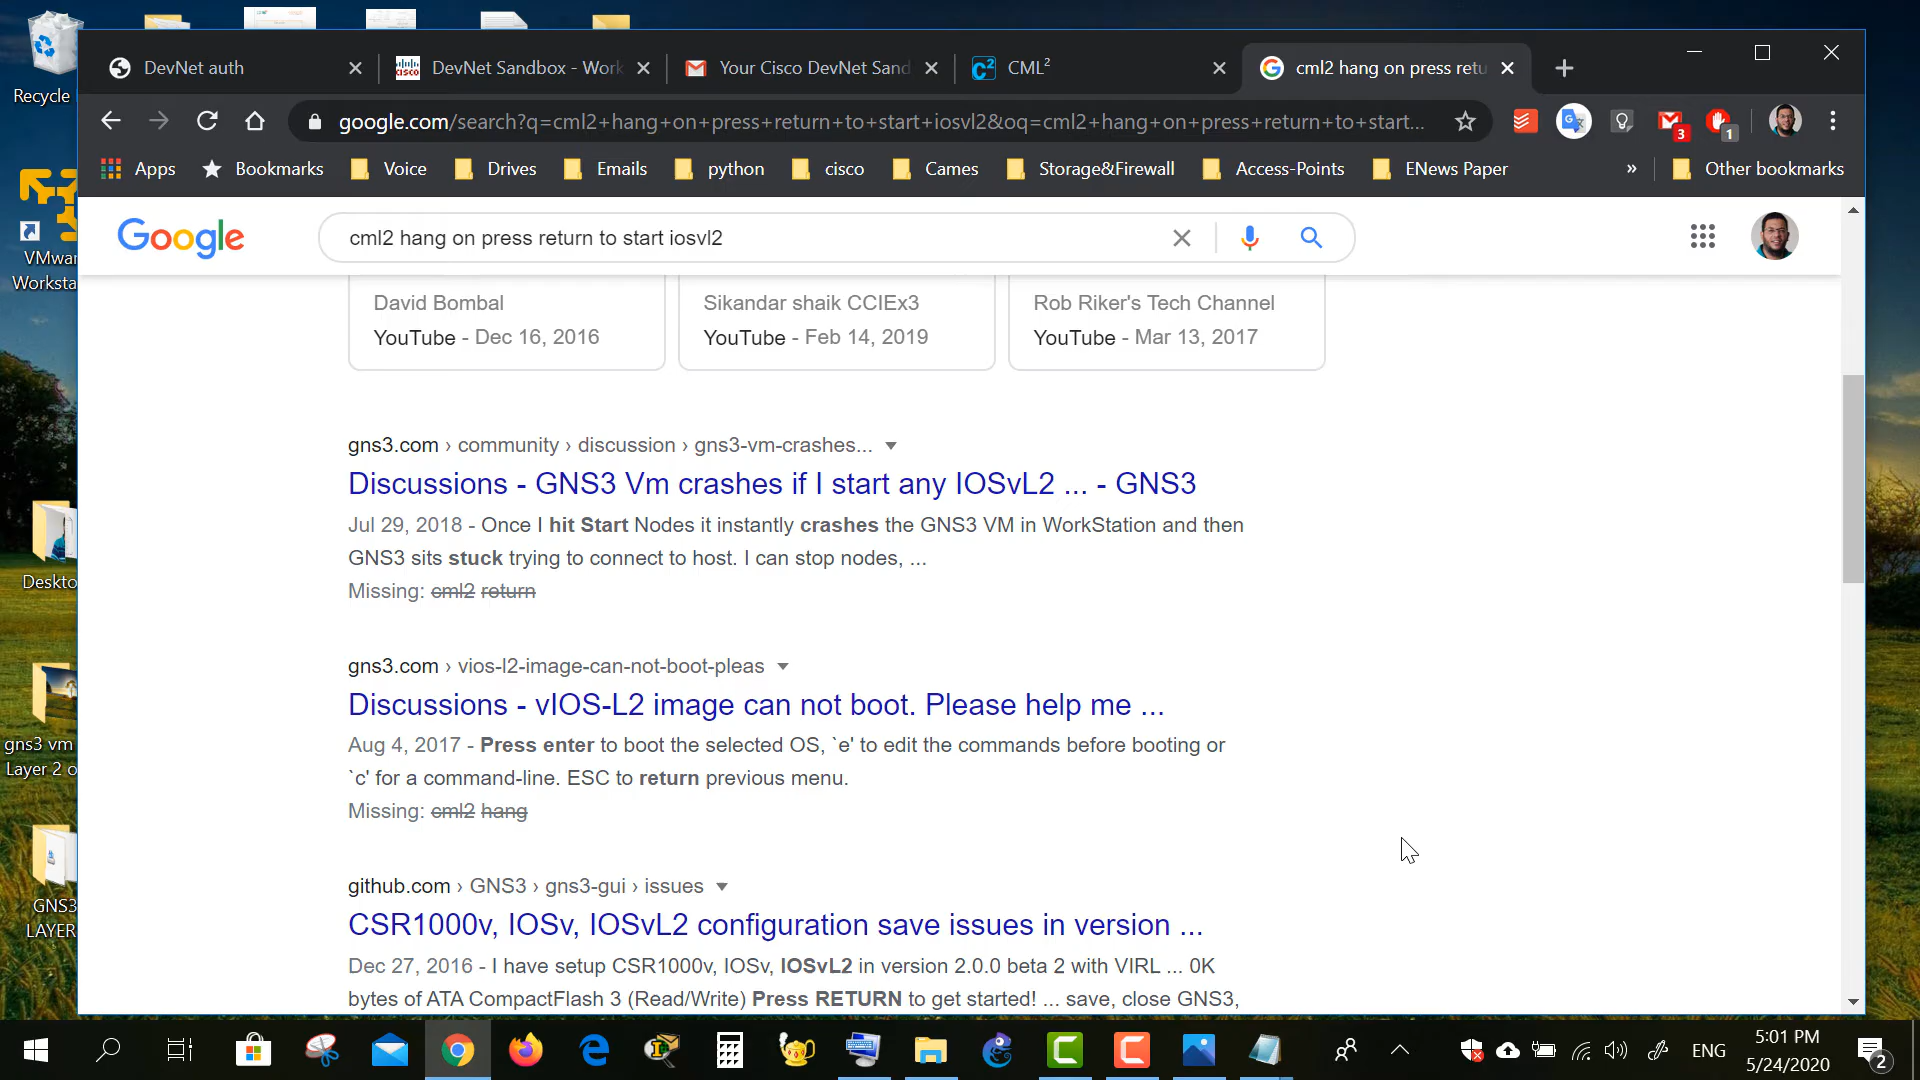 DevNet auth
DevNet Sandbox - Work
Your Cisco DevNet Sand
CML²
cml2 hang on press retu
google.com/search?q=cml2+hang+on+press+return+to+start+iosvl2&oq=cml2+hang+on+press+return+to+start...
3
1
Apps
Bookmarks
Voice
Drives
Emails
python
cisco
Cames
Storage&Firewall
Access-Points
ENews Paper
»
Other bookmarks
Google
cml2 hang on press return to start iosvl2
David Bombal
YouTube - Dec 16, 2016
Sikandar shaik CCIEx3
YouTube - Feb 14, 2019
Rob Riker's Tech Channel
YouTube - Mar 13, 2017
gns3.com › community › discussion › gns3-vm-crashes...
Discussions - GNS3 Vm crashes if I start any IOSvL2 ... - GNS3
Jul 29, 2018 - Once I hit Start Nodes it instantly crashes the GNS3 VM in WorkStation and then
GNS3 sits stuck trying to connect to host. I can stop nodes, ...
Missing: cml2 return
gns3.com › vios-l2-image-can-not-boot-pleas
Discussions - vIOS-L2 image can not boot. Please help me ...
Aug 4, 2017 - Press enter to boot the selected OS, `e' to edit the commands before booting or
`c' for a command-line. ESC to return previous menu.
Missing: cml2 hang
github.com › GNS3 › gns3-gui › issues
CSR1000v, IOSv, IOSvL2 configuration save issues in version ...
Dec 27, 2016 - I have setup CSR1000v, IOSv, IOSvL2 in version 2.0.0 beta 2 with VIRL ... 0K
bytes of ATA CompactFlash 3 (Read/Write) Press RETURN to get started! ... save, close GNS3,
Recycle
VMwar
Worksta
Deskto
gns3 vm
Layer 2 o
GNS3
LAYER
ENG
5:01 PM
5/24/2020
2